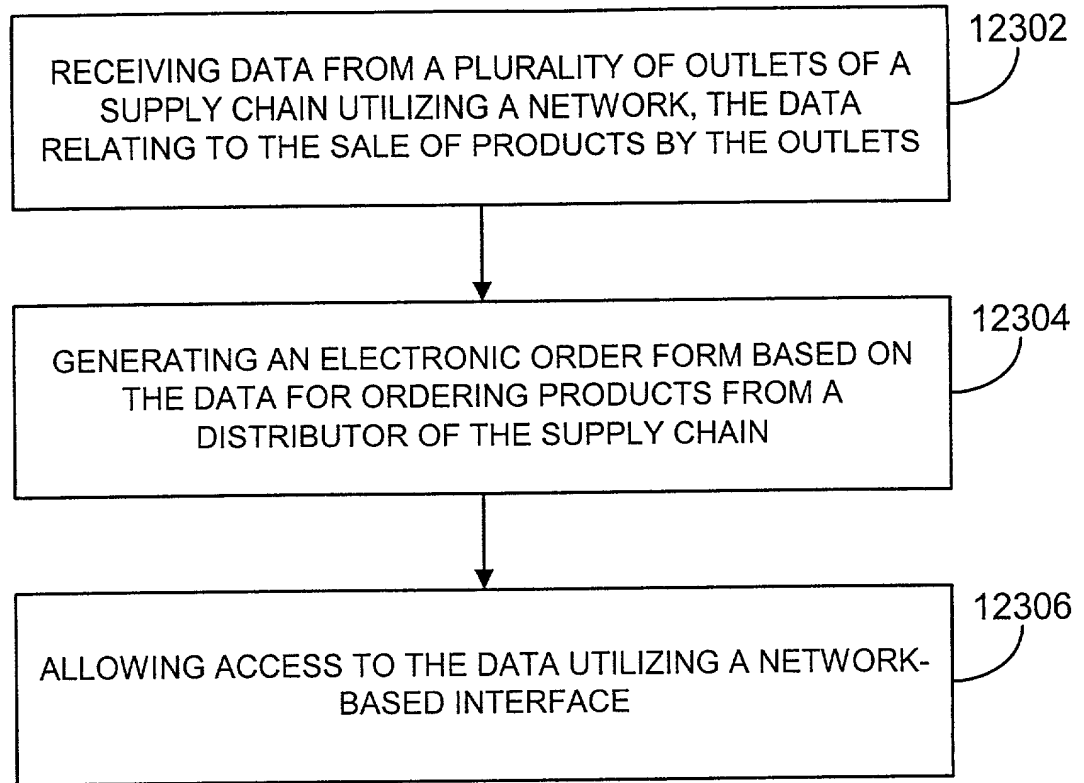 12302
RECEIVING DATA FROM A PLURALITY OF OUTLETS OF A
SUPPLY CHAIN UTILIZING A NETWORK, THE DATA
RELATING TO THE SALE OF PRODUCTS BY THE OUTLETS
12304
GENERATING AN ELECTRONIC ORDER FORM BASED ON
THE DATA FOR ORDERING PRODUCTS FROM A
DISTRIBUTOR OF THE SUPPLY CHAIN
12306
ALLOWING ACCESS TO THE DATA UTILIZING A NETWORK-
BASED INTERFACE